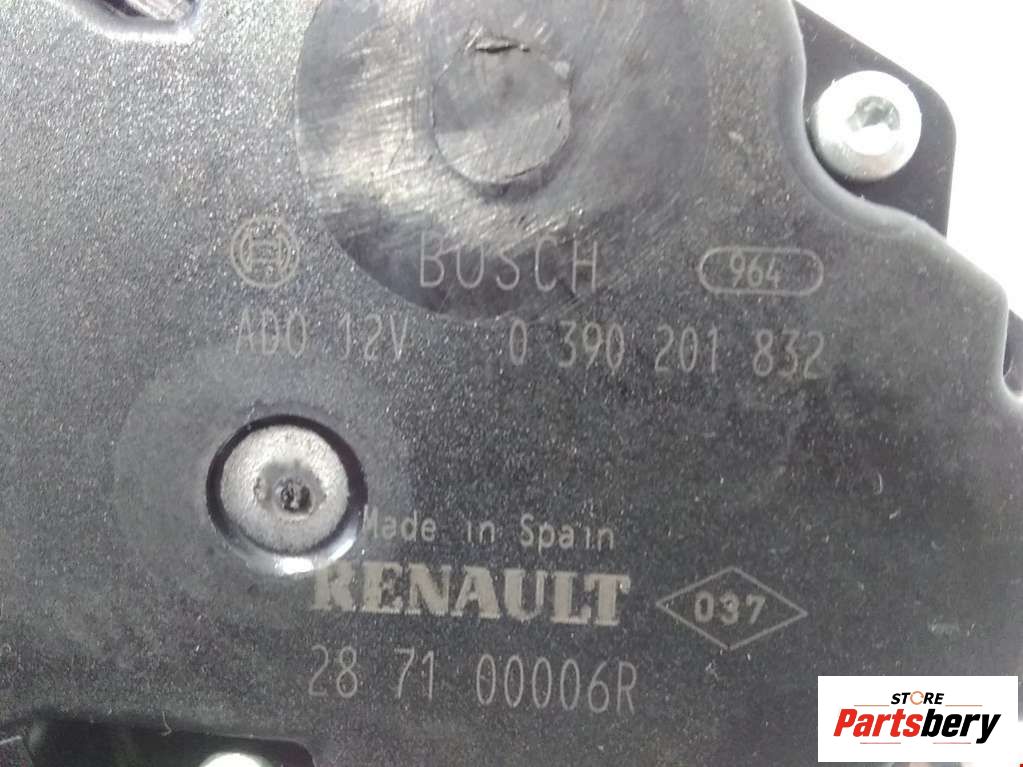 BOSCH 964
ADO 12V 0 390 201 832
Made in Spain
RENAULT 037
28 71 00006R
STORE
Partsbery